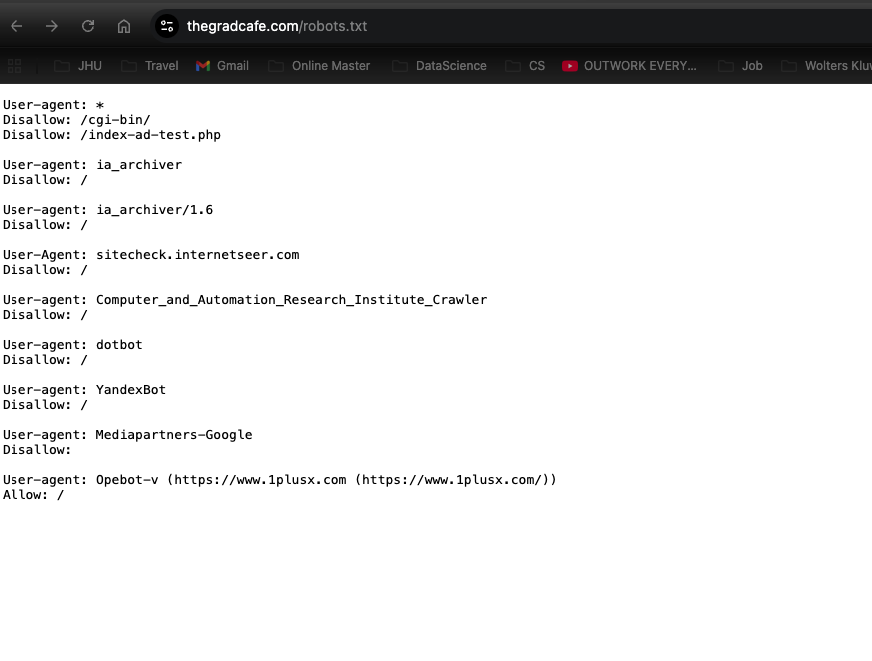 thegradcafe.com/robots.txt
JHU Travel Gmail Online Master DataScience CS OUTWORK EVERY... Job Wolters Kluw
User-agent: *
Disallow: /cgi-bin/
Disallow: /index-ad-test.php
User-agent: ia_archiver
Disallow: /
User-agent: ia_archiver/1.6
Disallow: /
User-Agent: sitecheck.internetseer.com
Disallow: /
User-agent: Computer_and_Automation_Research_Institute_Crawler
Disallow: /
User-agent: dotbot
Disallow: /
User-agent: YandexBot
Disallow: /
User-agent: Mediapartners-Google
Disallow:
User-agent: Opebot-v (https://www.1plusx.com (https://www.1plusx.com/))
Allow: /